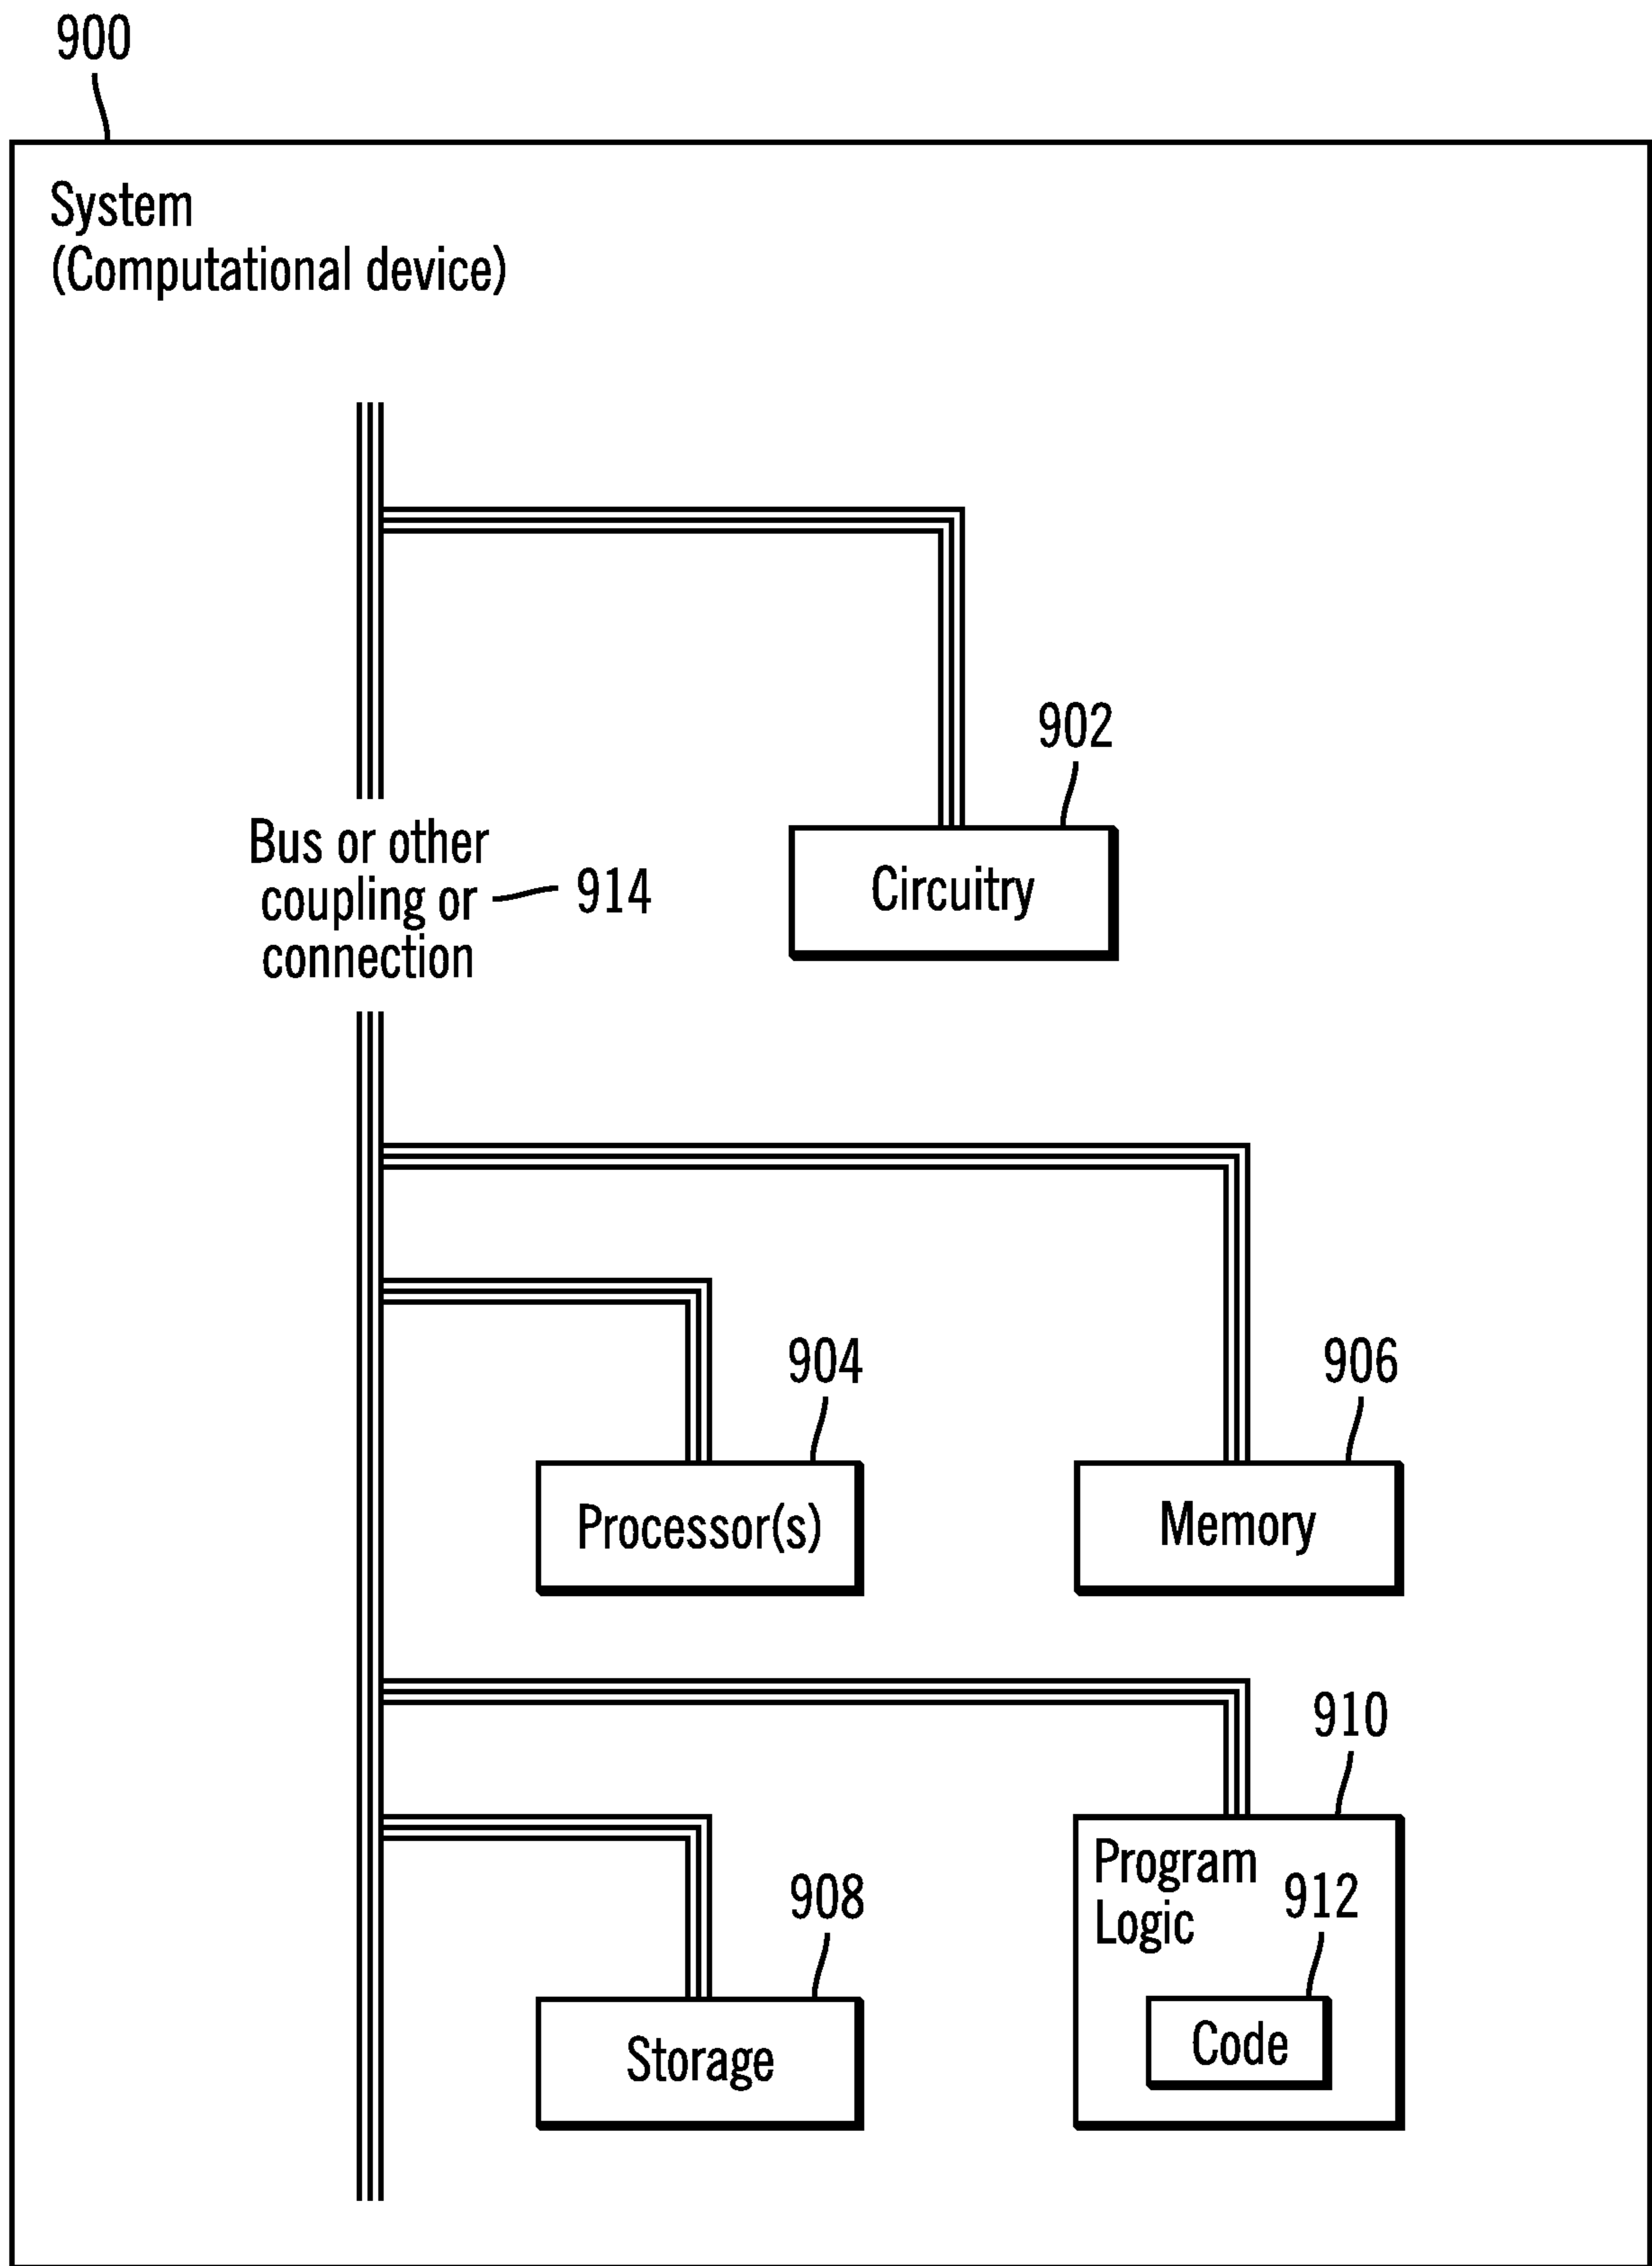 900
System
(Computational device)
902
Bus or other
coupling or
connection
914
Circuitry
904
906
Processor(s)
Memory
910
Program
Logic
908
912
Storage
Code